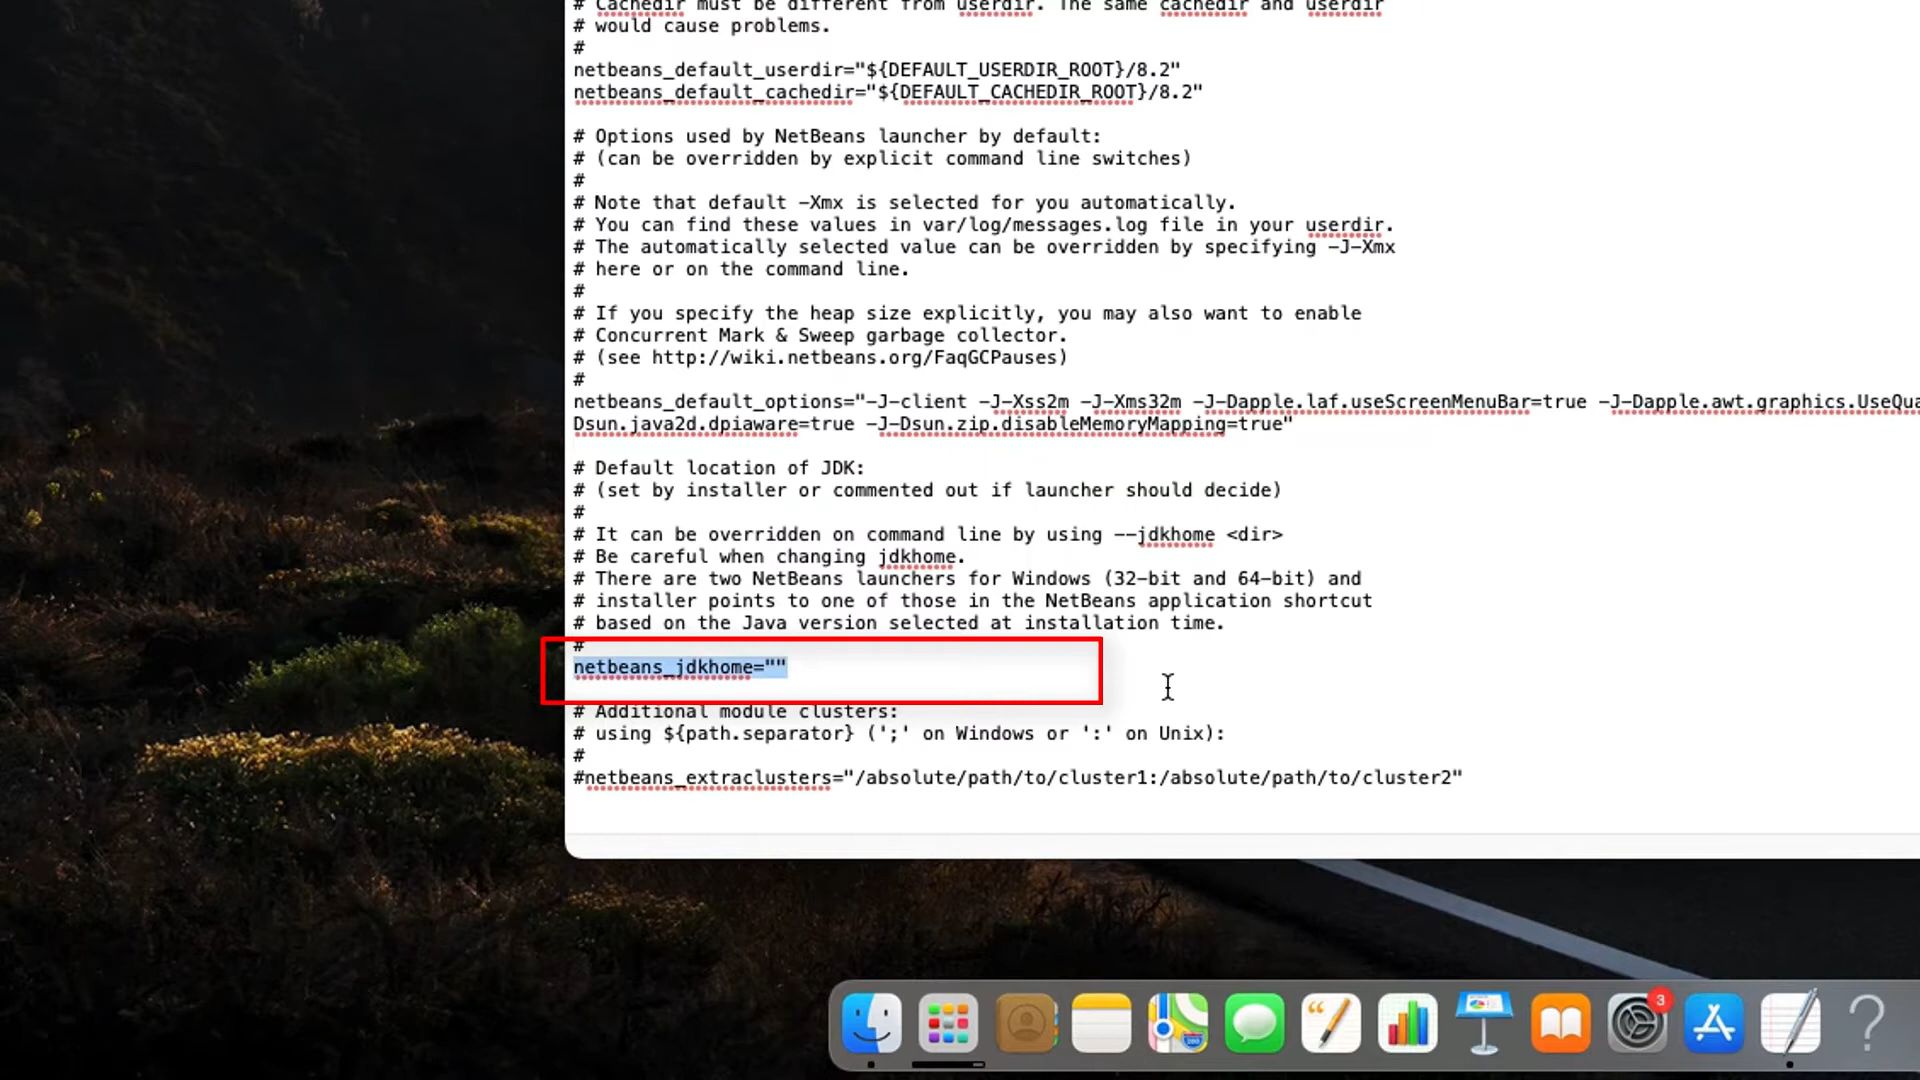 # Cachedir must be different from userdir. The same cachedir and userdir
# would cause problems.
#
netbeans_default_userdir="${DEFAULT_USERDIR_ROOT}/8.2"
netbeans_default_cachedir="${DEFAULT_CACHEDIR_ROOT}/8.2"
# Options used by NetBeans launcher by default:
# (can be overridden by explicit command line switches)
#
# Note that default -Xmx is selected for you automatically.
# You can find these values in var/log/messages.log file in your userdir.
# The automatically selected value can be overridden by specifying -J-Xmx
# here or on the command line.
#
# If you specify the heap size explicitly, you may also want to enable
# Concurrent Mark & Sweep garbage collector.
# (see http://wiki.netbeans.org/FaqGCPauses)
#
netbeans_default_options="-J-client -J-Xss2m -J-Xms32m -J-Dapple.laf.useScreenMenuBar=true -J-Dapple.awt.graphics.UseQua
Dsun.java2d.dpiaware=true -J-Dsun.zip.disableMemoryMapping=true"
# Default location of JDK:
# (set by installer or commented out if launcher should decide)
#
# It can be overridden on command line by using --jdkhome <dir>
# Be careful when changing jdkhome.
# There are two NetBeans launchers for Windows (32-bit and 64-bit) and
# installer points to one of those in the NetBeans application shortcut
# based on the Java version selected at installation time.
#
netbeans_jdkhome=""
# Additional module clusters:
# using ${path.separator} (';' on Windows or ':' on Unix):
#
#netbeans_extraclusters="/absolute/path/to/cluster1:/absolute/path/to/cluster2"
3